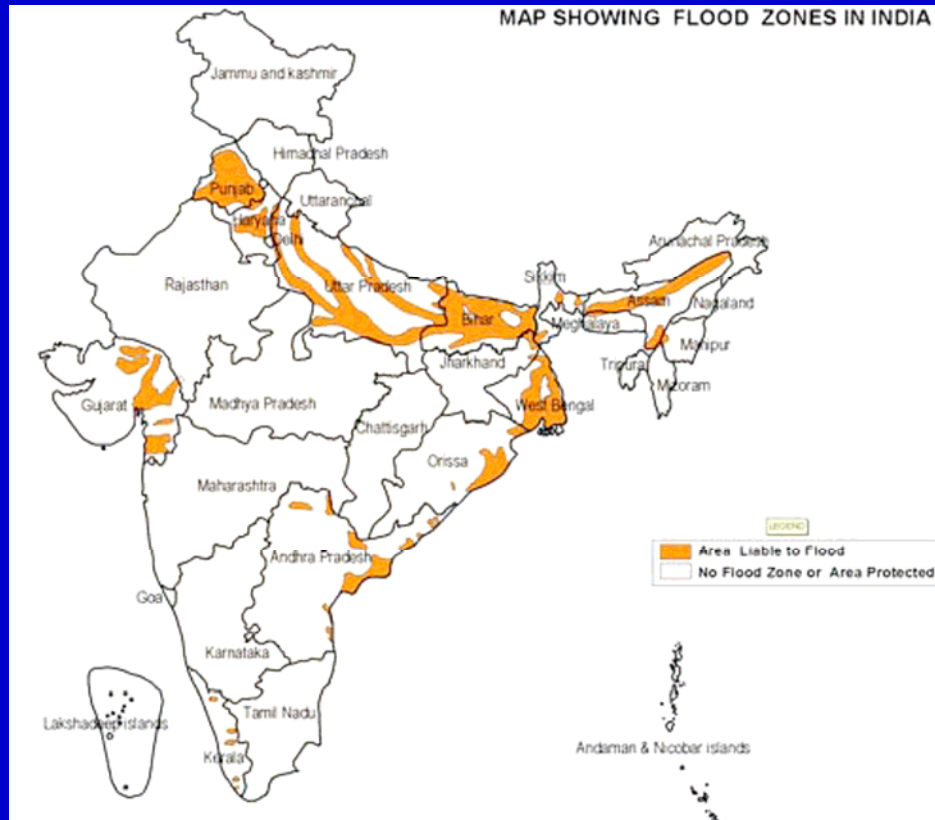 MAP SHOWING FLOOD ZONES IN INDIA
Jammu and kashmir
Himachal Pradesh
Punjab
Uttaranchal
Haryana
Delhi
Arunachal Pradesh
Sikkim
Rajasthan
Uttar Pradesh
Assam
Nagaland
Bihar
Meghalaya
Manipur
Jharkhand
Tripura
Mizoram
Gujarat
Madhya Pradesh
West Bengal
Chattisgarh
Orissa
Maharashtra
LEGEND
Area Liable to Flood
Andhra Pradesh
No Flood Zone or Area Protected
Goa
Karnataka
Tamil Nadu
Lakshadeep islands
Andaman & Nicobar islands
Kerala